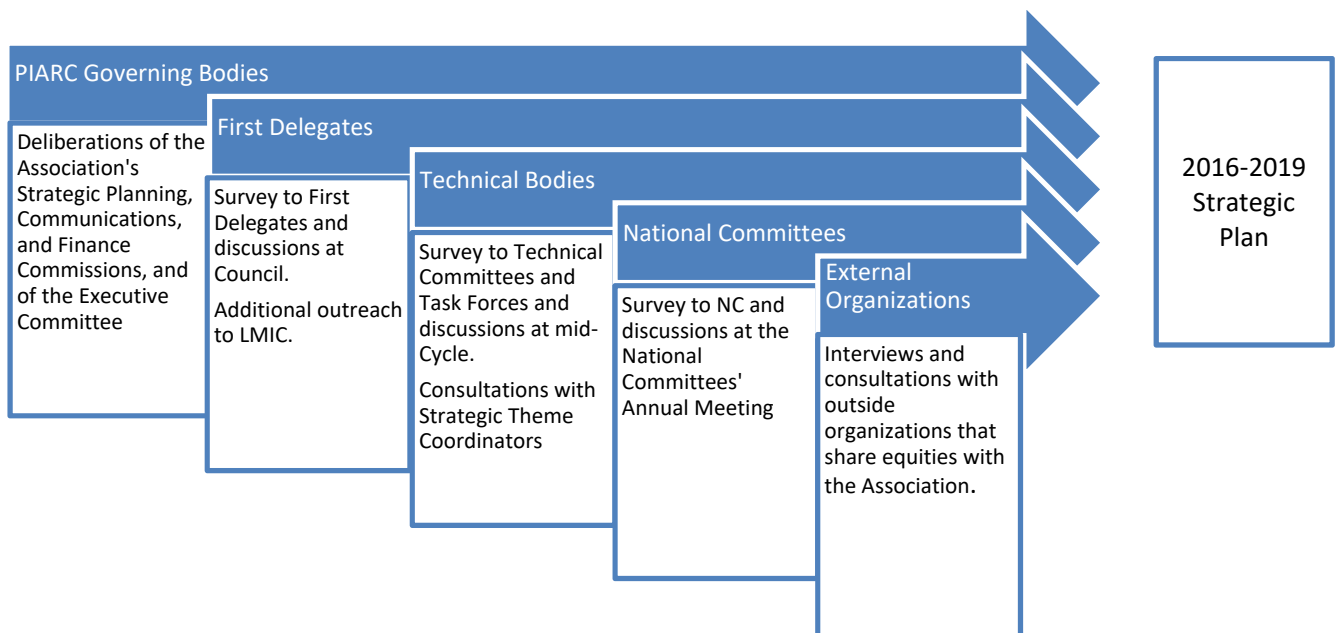 PIARC Governing Bodies
Deliberations of the
Association's
Strategic Planning,
Communications,
and Finance
Commissions, and
of the Executive
Committee
First Delegates
Survey to First
Delegates and
discussions at
Council.
Additional outreach
to LMIC.
Technical Bodies
Survey to Technical
Committees and
Task Forces and
discussions at mid-
Cycle.
Consultations with
Strategic Theme
Coordinators
National Committees
Survey to NC and
discussions at the
National
Committees'
Annual Meeting
External
Organizations
Interviews and
consultations with
outside
organizations that
share equities with
the Association.
2016-2019
Strategic
Plan